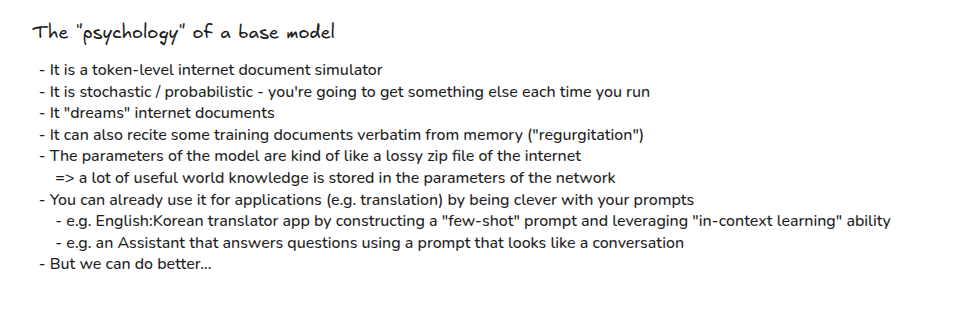 The "psychology" of a base model
- It is a token-level internet document simulator
- It is stochastic / probabilistic - you're going to get something else each time you run
- It "dreams" internet documents
- It can also recite some training documents verbatim from memory ("regurgitation")
- The parameters of the model are kind of like a lossy zip file of the internet
=> a lot of useful world knowledge is stored in the parameters of the network
- You can already use it for applications (e.g. translation) by being clever with your prompts
- e.g. English:Korean translator app by constructing a "few-shot" prompt and leveraging "in-context learning" ability
- e.g. an Assistant that answers questions using a prompt that looks like a conversation
- But we can do better...